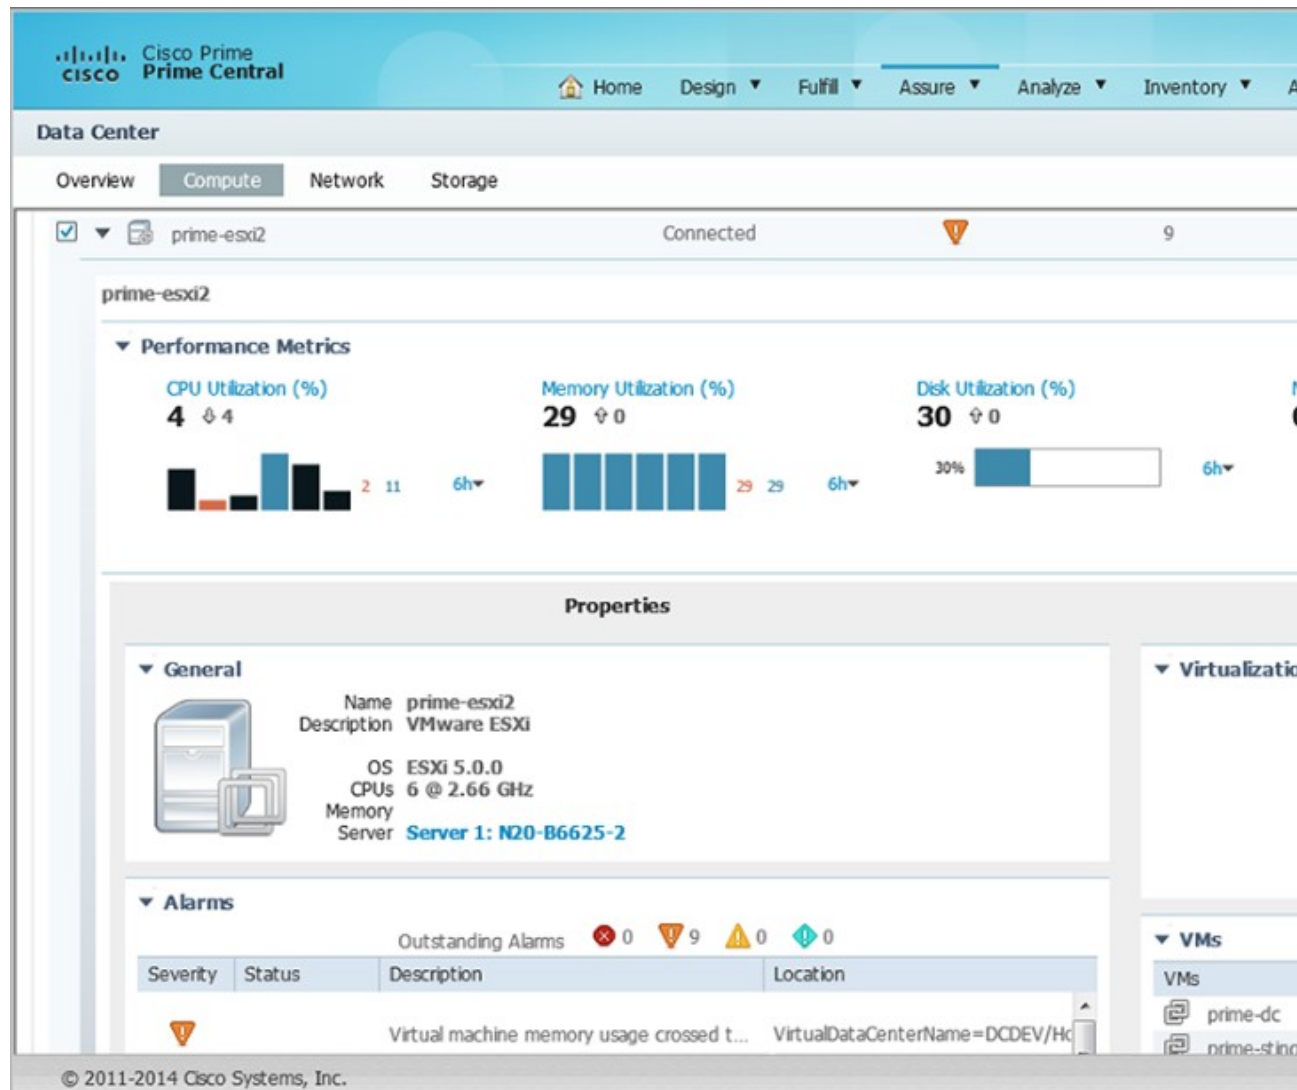 Cisco Prime
CISCO Prime Central
Home Design Fulfill Assure Analyze Inventory
Data Center
Overview Compute Network Storage
prime-esxi2 Connected 9
prime-esxi2
Performance Metrics
CPU Utilization (%) Memory Utilization (%) Disk Utilization (%)
4 4 29 0 30 0
2 11 6h 29 29 6h 30% 6h
Properties
General
Name prime-esxi2
Description VMware ESXi
OS ESXi 5.0.0
CPUs 6 @ 2.66 GHz
Memory
Server Server 1: N20-B6625-2
Alarms
Outstanding Alarms 0 9 0 0
Severity Status Description Location
Virtual machine memory usage crossed t... VirtualDataCenterName=DCDEV/Hc
Virtualizatio
VMs
VMs
prime-dc
prime-sting
© 2011-2014 Cisco Systems, Inc.